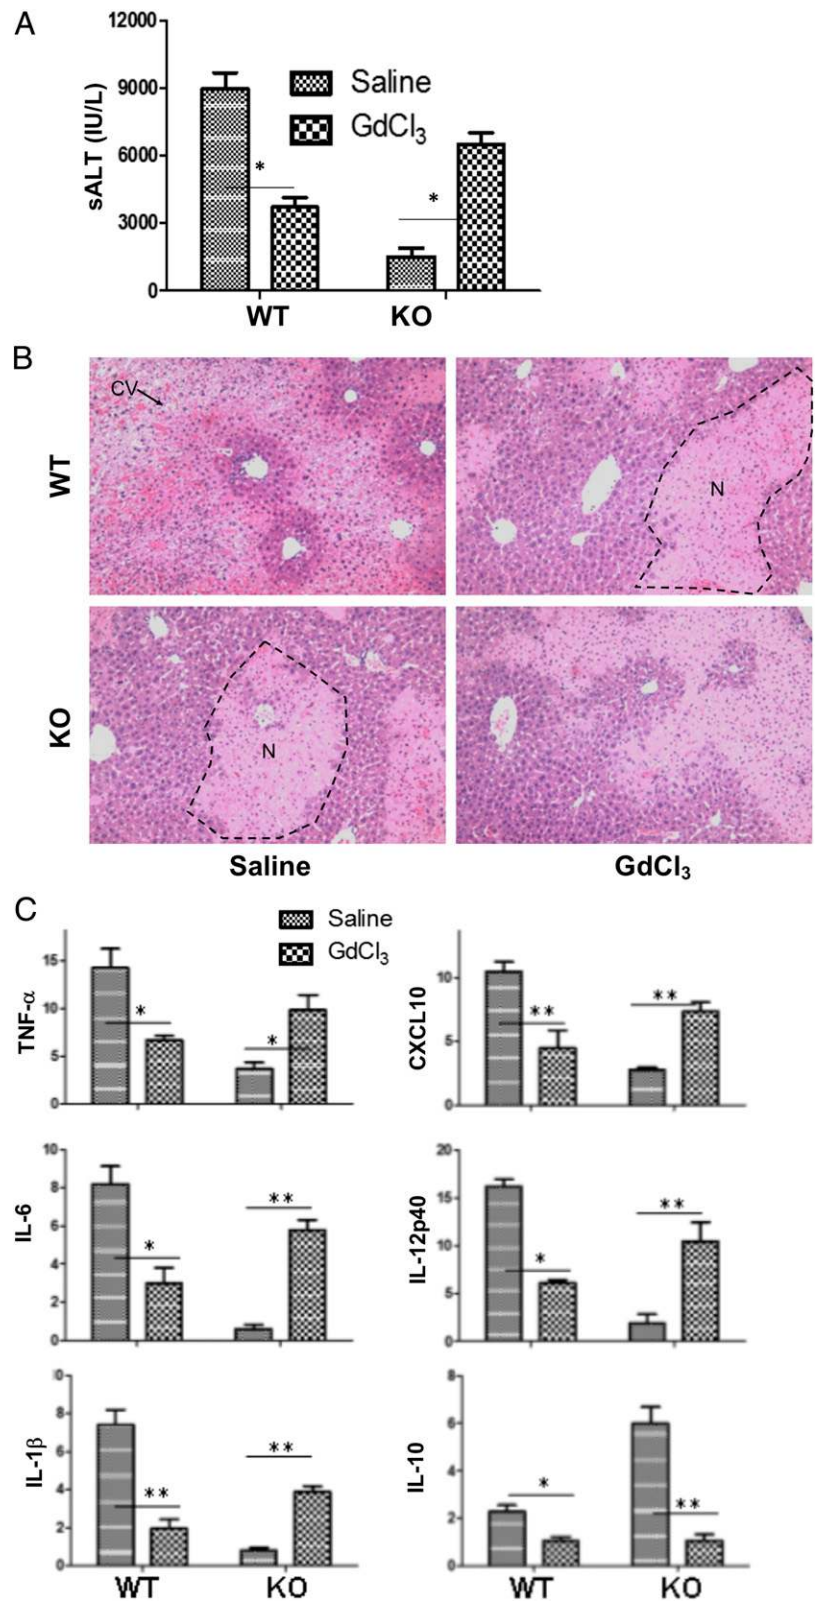 A
12000
9000
6000
3000
0
sALT (IU/L)
Saline
GdCl₃
*
*
WT
KO
B
CV
N
WT
N
KO
Saline
GdCl₃
C
Saline
GdCl₃
TNF-α
15
10
5
0
*
*
CXCL10
10
5
0
**
**
IL-6
10
8
6
4
2
0
*
**
IL-12p40
20
15
10
5
0
*
**
IL-1β
0
8
6
4
2
0
**
**
WT
KO
IL-10
8
6
4
2
0
*
**
WT
KO